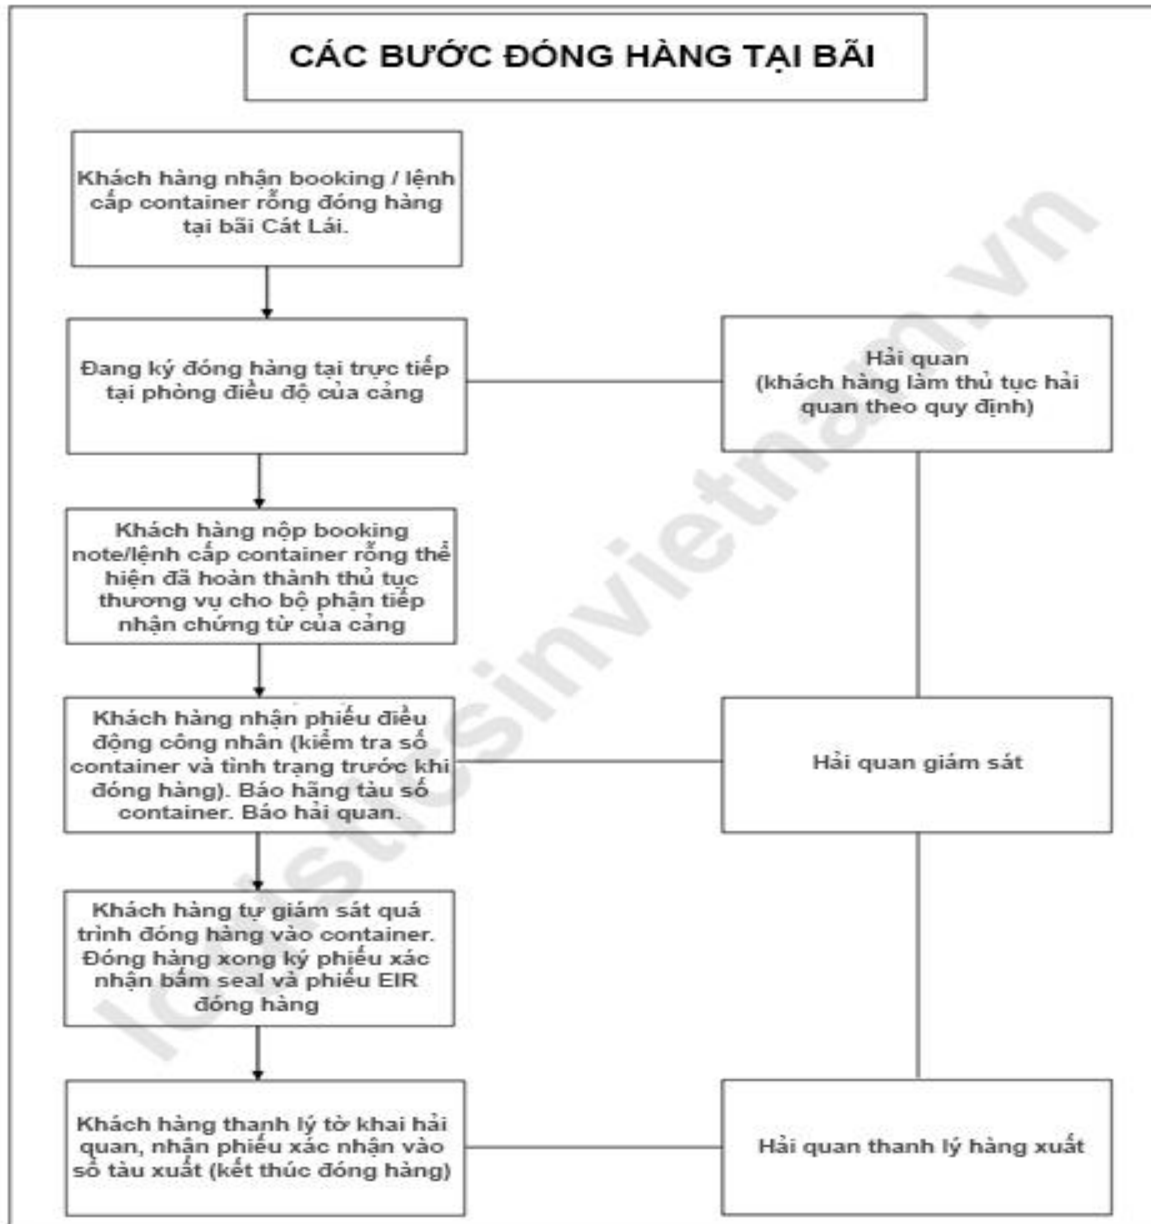 CÁC BƯỚC ĐÓNG HÀNG TẠI BÃI
Khách hàng nhận booking / lệnh
cấp container rỗng đóng hàng
tại bãi Cát Lái.
Đang ký đóng hàng tại trực tiếp
tại phòng điều độ của cảng
Hải quan
(khách hàng làm thủ tục hải
quan theo quy định)
Khách hàng nộp booking
note/lệnh cấp container rỗng thể
hiện đã hoàn thành thủ tục
thương vụ cho bộ phận tiếp
nhận chứng từ của cảng
Khách hàng nhận phiếu điều
động công nhân (kiểm tra số
container và tình trạng trước khi
đóng hàng). Báo hãng tàu số
container. Báo hải quan.
Hải quan giám sát
Khách hàng tự giám sát quá
trình đóng hàng vào container.
Đóng hàng xong ký phiếu xác
nhận bấm seal và phiếu EIR
đóng hàng
Khách hàng thanh lý tờ khai hải
quan, nhận phiếu xác nhận vào
sổ tàu xuất (kết thúc đóng hàng)
Hải quan thanh lý hàng xuất
logisticsinvietnam.vn